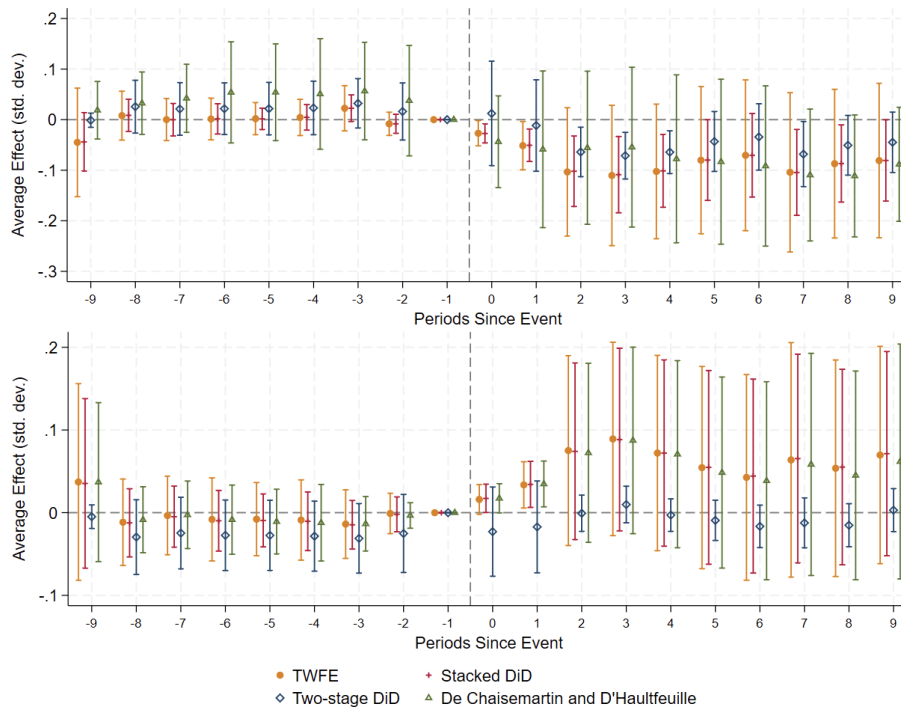 Average Effect (std. dev.)
.2
.1
0
-.1
-.2
-.3
-9 -8 -7 -6 -5 -4 -3 -2 -1 0 1 2 3 4 5 6 7 8 9
Periods Since Event
Average Effect (std. dev.)
.2
.1
0
-.1
-9 -8 -7 -6 -5 -4 -3 -2 -1 0 1 2 3 4 5 6 7 8 9
Periods Since Event
TWFE Stacked DiD
Two-stage DiD De Chaisemartin and D'Haultfeuille